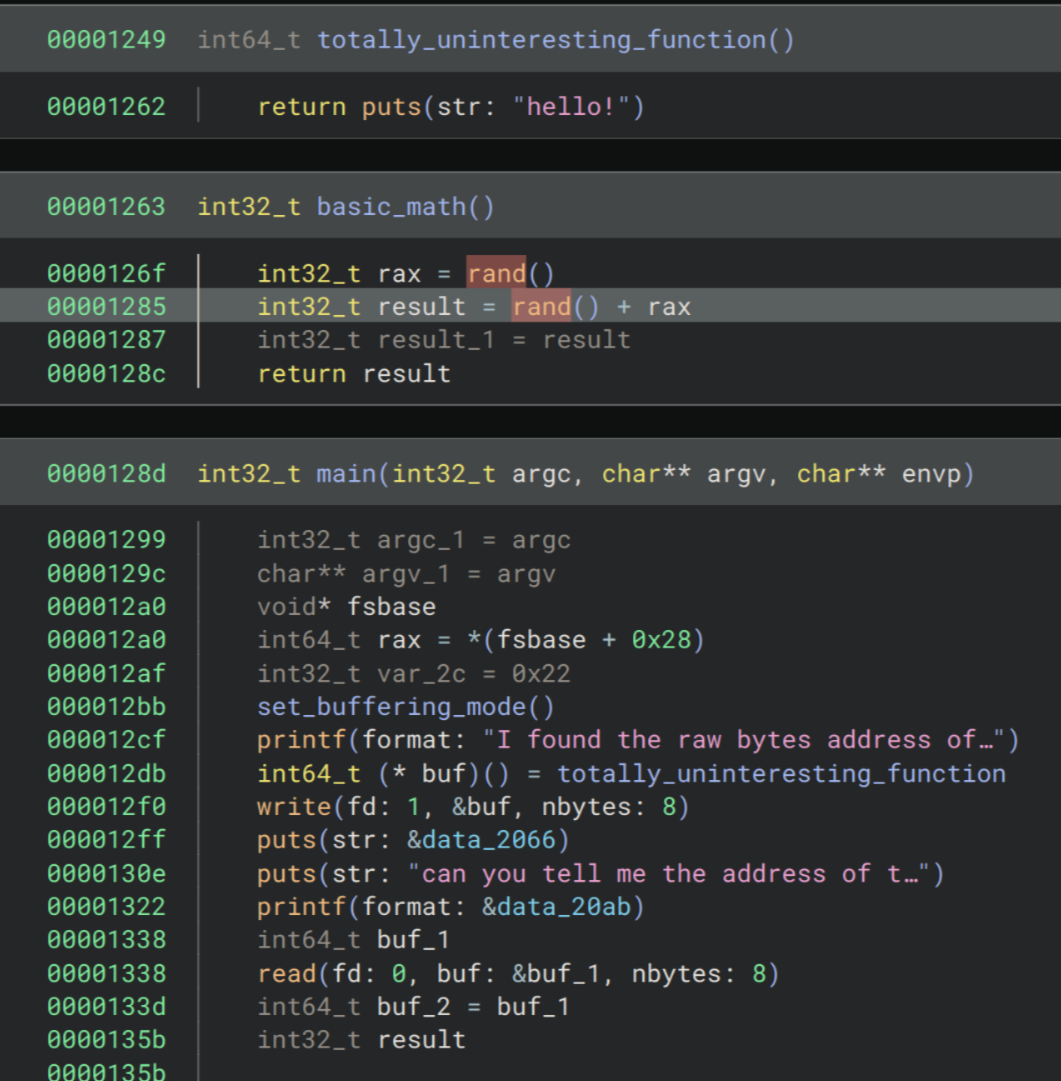 00001249 int64_t totally_uninteresting_function()
00001262 return puts(str: "hello!")
00001263 int32_t basic_math()
0000126f int32_t rax = rand()
00001285 int32_t result = rand() + rax
00001287 int32_t result_1 = result
0000128c return result
0000128d int32_t main(int32_t argc, char** argv, char** envp)
00001299 int32_t argc_1 = argc
0000129c char** argv_1 = argv
000012a0 void* fsbase
000012a0 int64_t rax = *(fsbase + 0x28)
000012af int32_t var_2c = 0x22
000012bb set_buffering_mode()
000012cf printf(format: "I found the raw bytes address of…")
000012db int64_t (* buf)() = totally_uninteresting_function
000012f0 write(fd: 1, &buf, nbytes: 8)
000012ff puts(str: &data_2066)
0000130e puts(str: "can you tell me the address of t…")
00001322 printf(format: &data_20ab)
00001338 int64_t buf_1
00001338 read(fd: 0, buf: &buf_1, nbytes: 8)
0000133d int64_t buf_2 = buf_1
0000135b int32_t result
0000135b